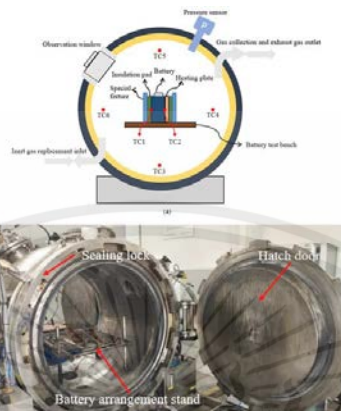 Pressure sensor
P
Gas collection and exhaust gas outlet
Observation window
TC5
Battery
Insulation pad
Heating plate
Special fixture
TC6
TC4
TC1
TC2
Battery test bench
Inert gas replacement inlet
TC3
(a)
Sealing lock
Hatch door
Battery arrangement stand